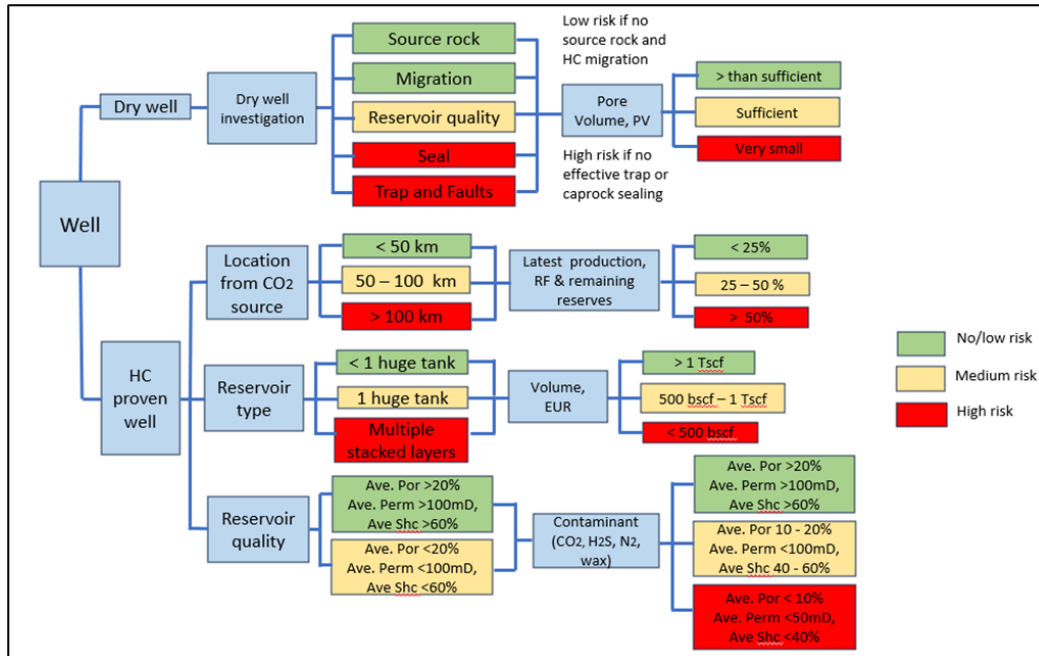 Source rock
Migration
Reservoir quality
Seal
Trap and Faults
Dry well
Dry well
investigation
Low risk if no
source rock and
HC migration
Pore
Volume, PV
High risk if no
effective trap or
caprock sealing
> than sufficient
Sufficient
Very small
Well
Location
from CO2
source
< 50 km
50 – 100 km
> 100 km
Latest production,
RF & remaining
reserves
< 25%
25 – 50 %
> 50%
HC
proven
well
Reservoir
type
< 1 huge tank
1 huge tank
Multiple
stacked layers
Volume,
EUR
> 1 Tscf
500 bscf – 1 Tscf
< 500 bscf
Reservoir
quality
Ave. Por >20%
Ave. Perm >100mD,
Ave Shc >60%
Ave. Por <20%
Ave. Perm <100mD,
Ave Shc <60%
Contaminant
(CO2, H2S, N2,
wax)
Ave. Por >20%
Ave. Perm >100mD,
Ave Shc >60%
Ave. Por 10 - 20%
Ave. Perm <100mD,
Ave Shc 40 - 60%
Ave. Por < 10%
Ave. Perm <50mD,
Ave Shc <40%
No/low risk
Medium risk
High risk